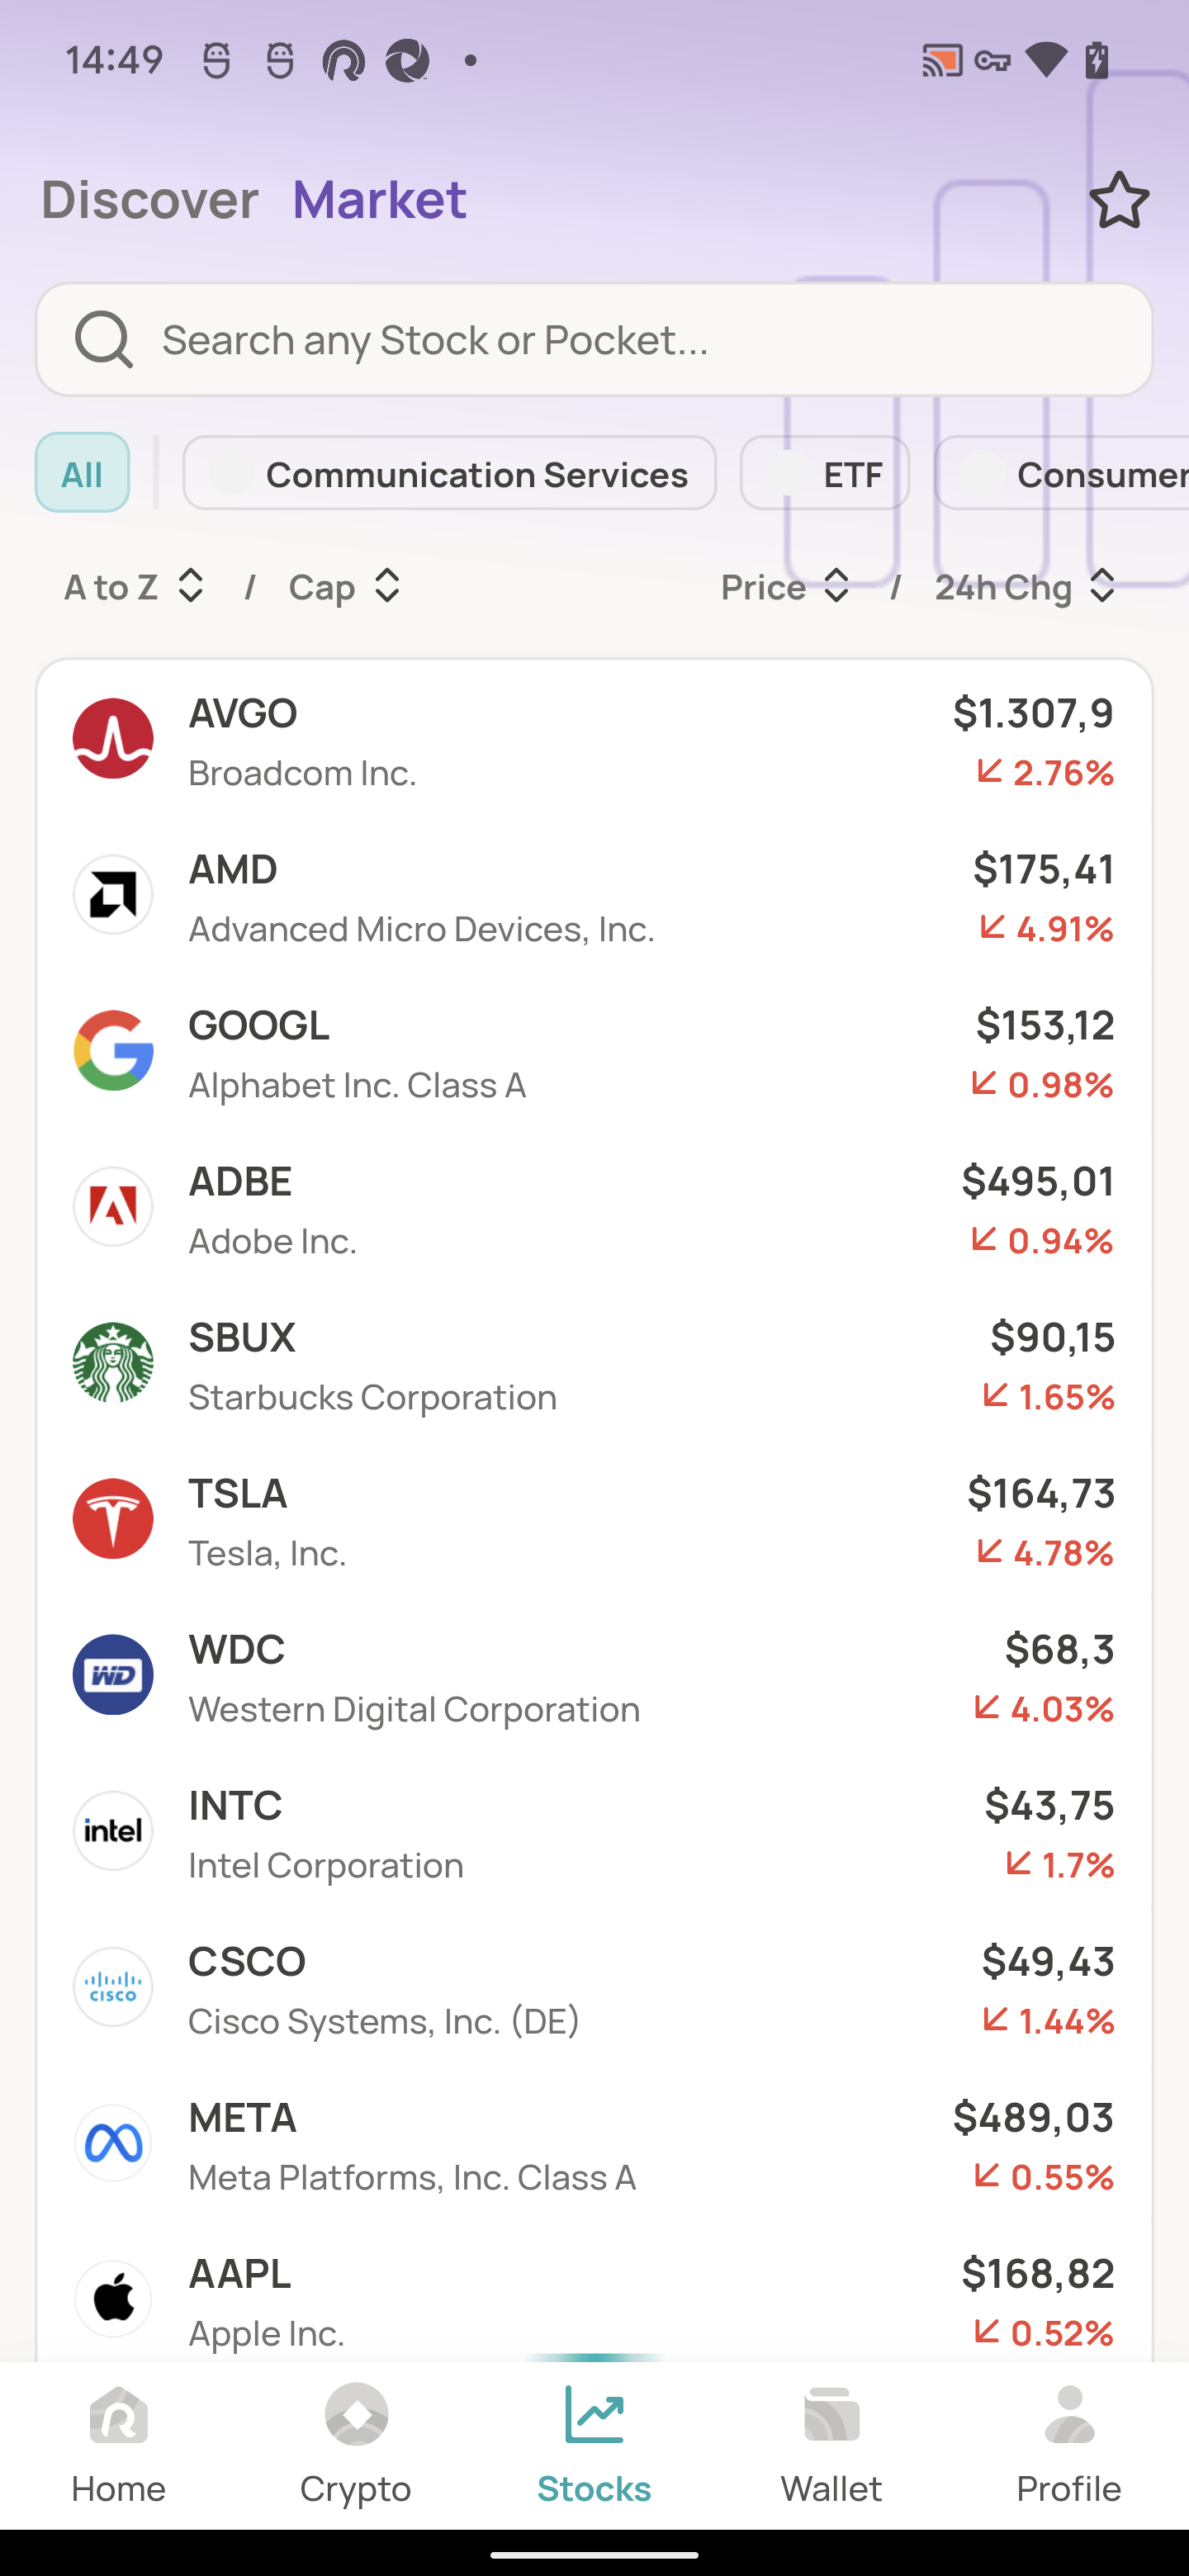 14:49
Discover Market
Search any Stock or Pocket...
All Communication Services ETF Consumer
A to Z / Cap Price / 24h Chg
AVGO $1.307,9
Broadcom Inc. 2.76%
AMD $175,41
Advanced Micro Devices, Inc. 4.91%
GOOGL $153,12
Alphabet Inc. Class A 0.98%
ADBE $495,01
Adobe Inc. 0.94%
SBUX $90,15
Starbucks Corporation 1.65%
TSLA $164,73
Tesla, Inc. 4.78%
WD
WDC $68,3
Western Digital Corporation 4.03%
intel
INTC $43,75
Intel Corporation 1.7%
CISCO
CSCO $49,43
Cisco Systems, Inc. (DE) 1.44%
META $489,03
Meta Platforms, Inc. Class A 0.55%
AAPL $168,82
Apple Inc. 0.52%
Home Crypto Stocks Wallet Profile